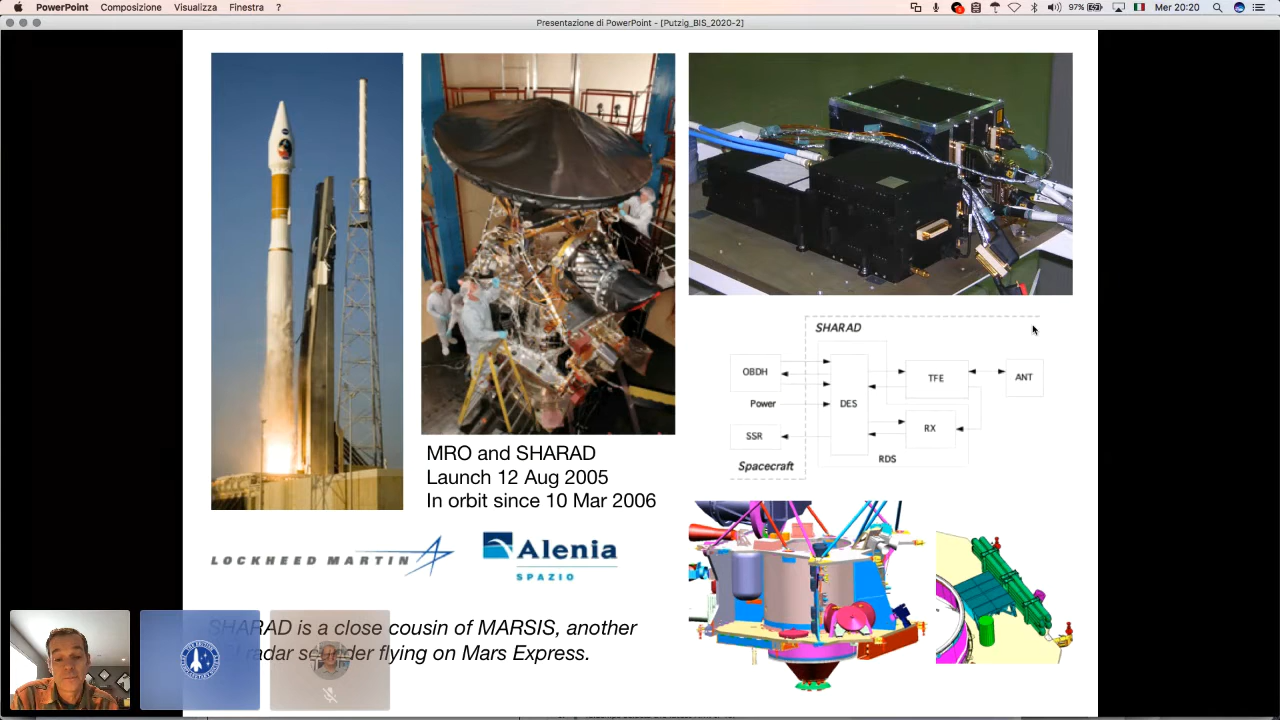 PowerPoint Composizione Visualizza Finestra ? 97% Mer 20:20
Presentazione di PowerPoint - [Putzig_BIS_2020-2]
SHARAD
OBDH
TFE
ANT
Power
DES
RX
SSR
RDS
Spacecraft
MRO and SHARAD
Launch 12 Aug 2005
In orbit since 10 Mar 2006
LOCKHEED MARTIN
Alenia
SPAZIO
SHARAD is a close cousin of MARSIS, another
radar sounder flying on Mars Express.